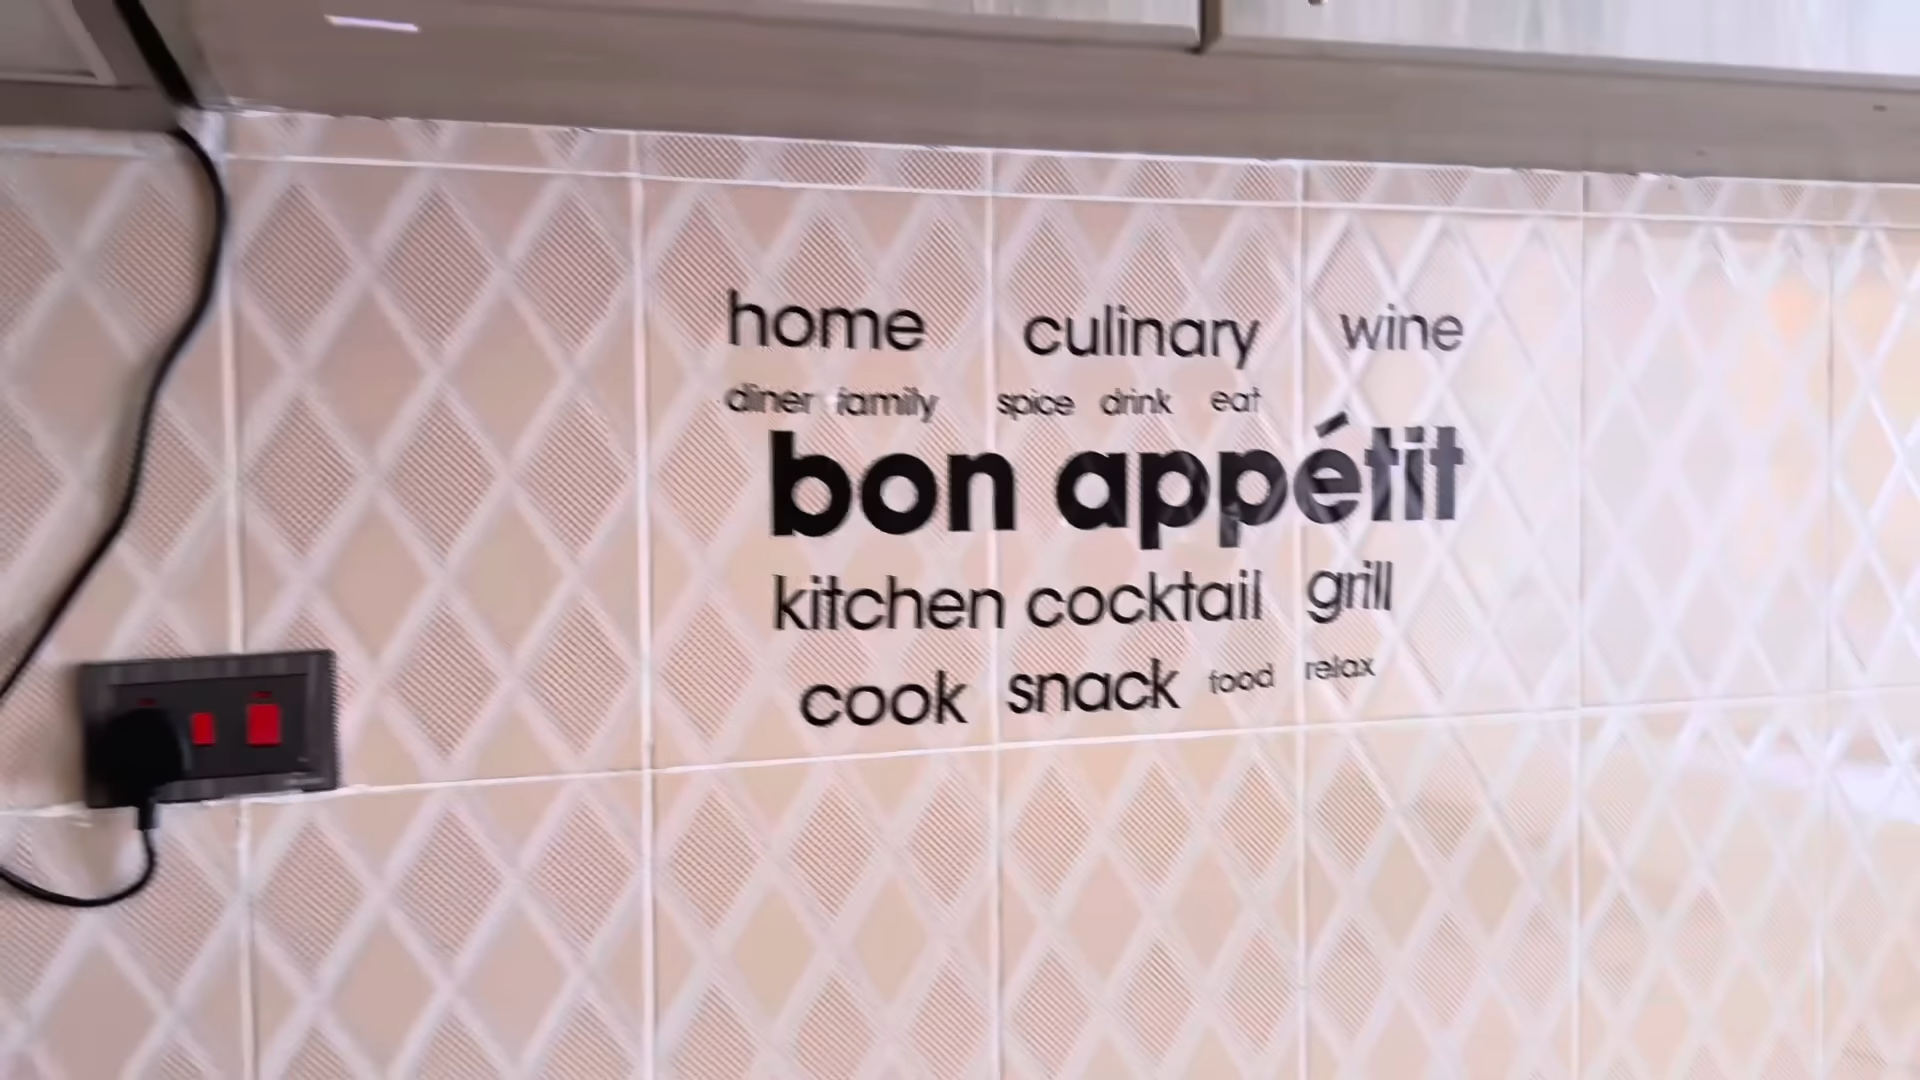 home culinary wine
diner family spice drink eat
bon appétit
kitchen cocktail grill
cook snack food relax